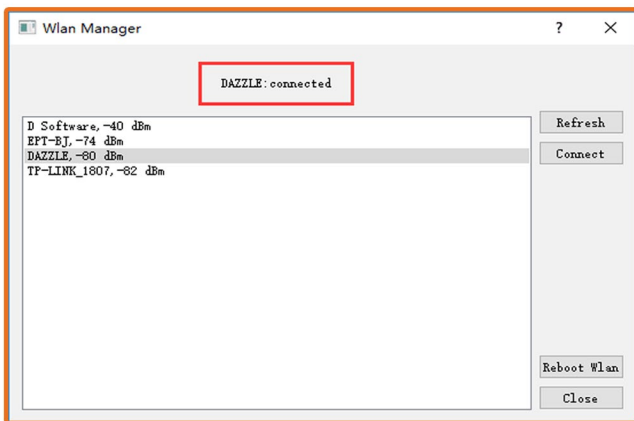 Wlan Manager
?
DAZZLE:connected
D Software,-40 dBm
EPT-BJ,-74 dBm
DAZZLE,-80 dBm
TP-LINK_1807,-82 dBm
Refresh
Connect
Reboot Wlan
Close